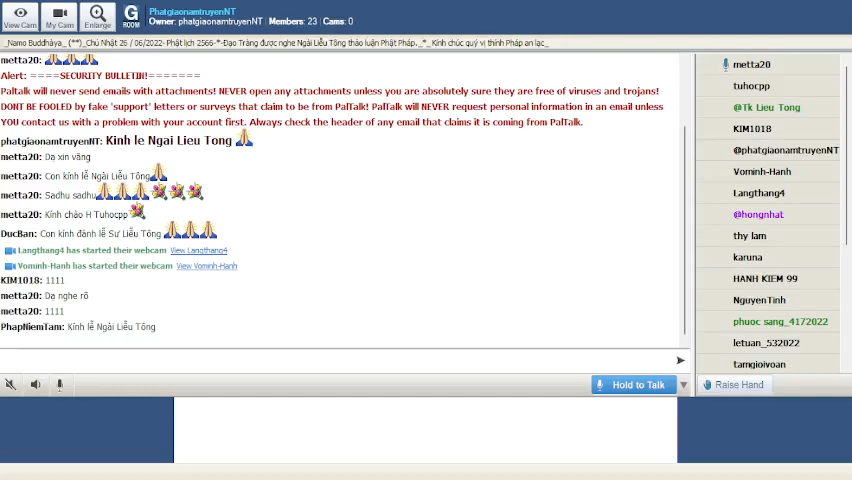 PhatgiaonamtruyenNT
Owner: phatgiaonamtruyenNT | Members: 23 | Cams: 0
View Cam
My Cam
Enlarge
G
ROOM
_Namo Buddhàya_ (**)_Chủ Nhật 26 / 06/2022- Phật lịch 2566-*-Đạo Tràng được nghe Ngài Liễu Tông thảo luận Phật Pháp._*_Kính chúc quý vị thính Pháp an lạc_
metta20:
Alert: ====SECURITY BULLETIN!=======
Paltalk will never send emails with attachments! NEVER open any attachments unless you are absolutely sure they are free of viruses and trojans!
DONT BE FOOLED by fake 'support' letters or surveys that claim to be from PalTalk! PalTalk will NEVER request personal information in an email unless
YOU contact us with a problem with your account first. Always check the header of any email that claims it is coming from PalTalk.
phatgiaonamtruyenNT: Kinh le Ngai Lieu Tong
metta20: Dạ xin vâng
metta20: Con kính lễ Ngài Liễu Tông
metta20: Sadhu sadhu
metta20: Kính chào H Tuhocpp
DucBan: Con kính đảnh lễ Sư Liễu Tông
Langthang4 has started their webcam View Langthang4
Vominh-Hanh has started their webcam View Vominh-Hanh
KIM1018: 1111
metta20: Dạ nghe rõ
metta20: 1111
PhapNiemTam: Kính lễ Ngài Liễu Tông
Hold to Talk
metta20
tuhocpp
@Tk Lieu Tong
KIM1018
@phatgiaonamtruyenNT
Vominh-Hanh
Langthang4
@hongnhat
thy lam
karuna
HANH KIEM 99
NguyenTinh
phuoc sang_4172022
letuan_532022
tamgioivoan
Raise Hand